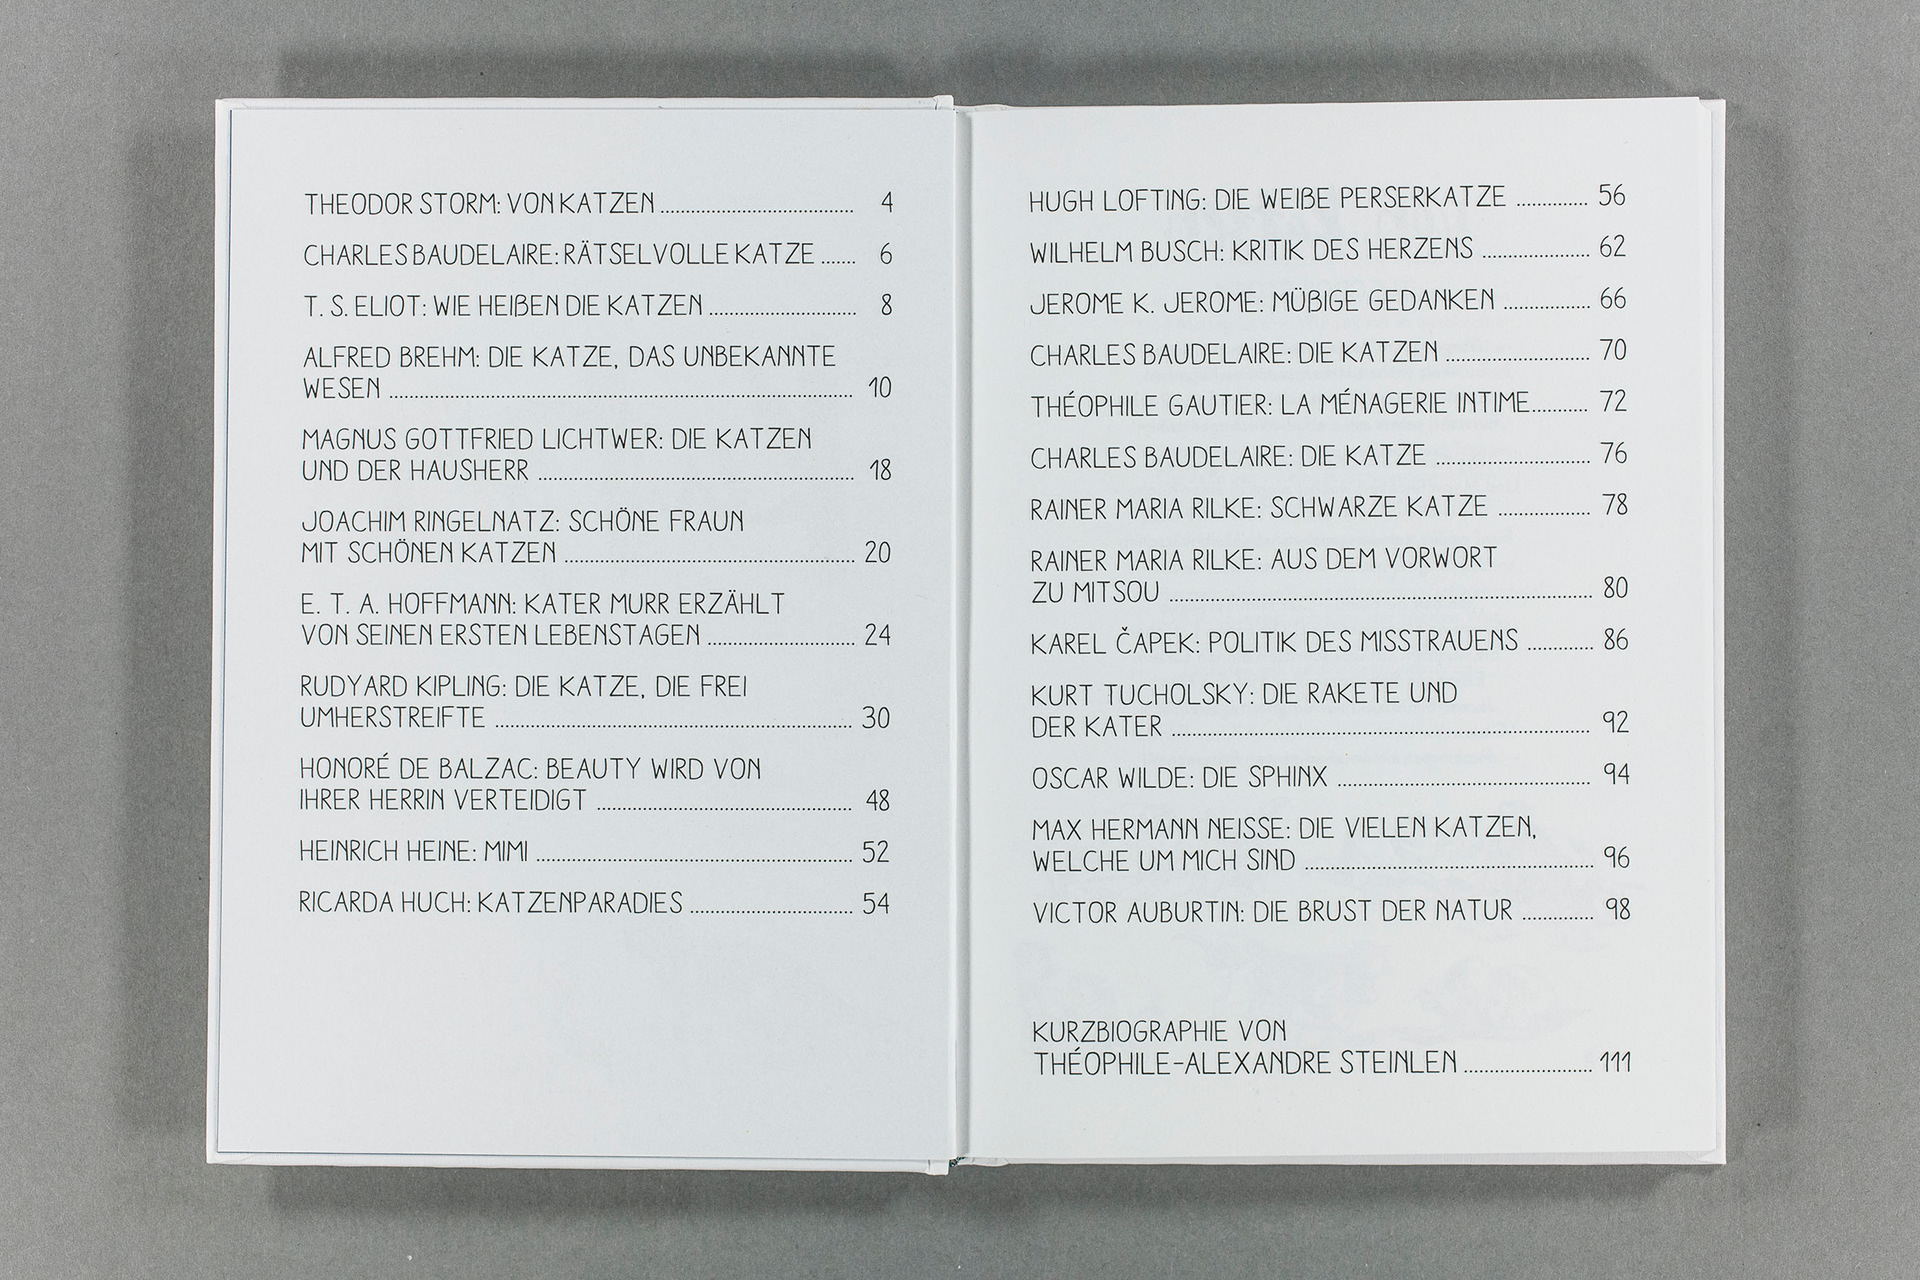 THEODOR STORM: VON KATZEN ........ 4
CHARLES BAUDELAIRE: RÄTSELVOLLE KATZE ...... 6
T. S. ELIOT: WIE HEIßEN DIE KATZEN ........ 8
ALFRED BREHM: DIE KATZE, DAS UNBEKANNTE
WESEN ........ 10
MAGNUS GOTTFRIED LICHTWER: DIE KATZEN
UND DER HAUSHERR ........ 18
JOACHIM RINGELNATZ: SCHÖNE FRAUN
MIT SCHÖNEN KATZEN ........ 20
E. T. A. HOFFMANN: KATER MURR ERZÄHLT
VON SEINEN ERSTEN LEBENSTAGEN ........ 24
RUDYARD KIPLING: DIE KATZE, DIE FREI
UMHERSTREIFTE ........ 30
HONORÉ DE BALZAC: BEAUTY WIRD VON
IHRER HERRIN VERTEIDIGT ........ 48
HEINRICH HEINE: MIMI ........ 52
RICARDA HUCH: KATZENPARADIES ........ 54
HUGH LOFTING: DIE WEIßE PERSERKATZE ........ 56
WILHELM BUSCH: KRITIK DES HERZENS ........ 62
JEROME K. JEROME: MÜßIGE GEDANKEN ........ 66
CHARLES BAUDELAIRE: DIE KATZEN ........ 70
THÉOPHILE GAUTIER: LA MÉNAGERIE INTIME ........ 72
CHARLES BAUDELAIRE: DIE KATZE ........ 76
RAINER MARIA RILKE: SCHWARZE KATZE ........ 78
RAINER MARIA RILKE: AUS DEM VORWORT
ZU MITSOU ........ 80
KAREL ČAPEK: POLITIK DES MISSTRAUENS ........ 86
KURT TUCHOLSKY: DIE RAKETE UND
DER KATER ........ 92
OSCAR WILDE: DIE SPHINX ........ 94
MAX HERMANN NEISSE: DIE VIELEN KATZEN,
WELCHE UM MICH SIND ........ 96
VICTOR AUBURTIN: DIE BRUST DER NATUR ........ 98
KURZBIOGRAPHIE VON
THÉOPHILE-ALEXANDRE STEINLEN ........ 111